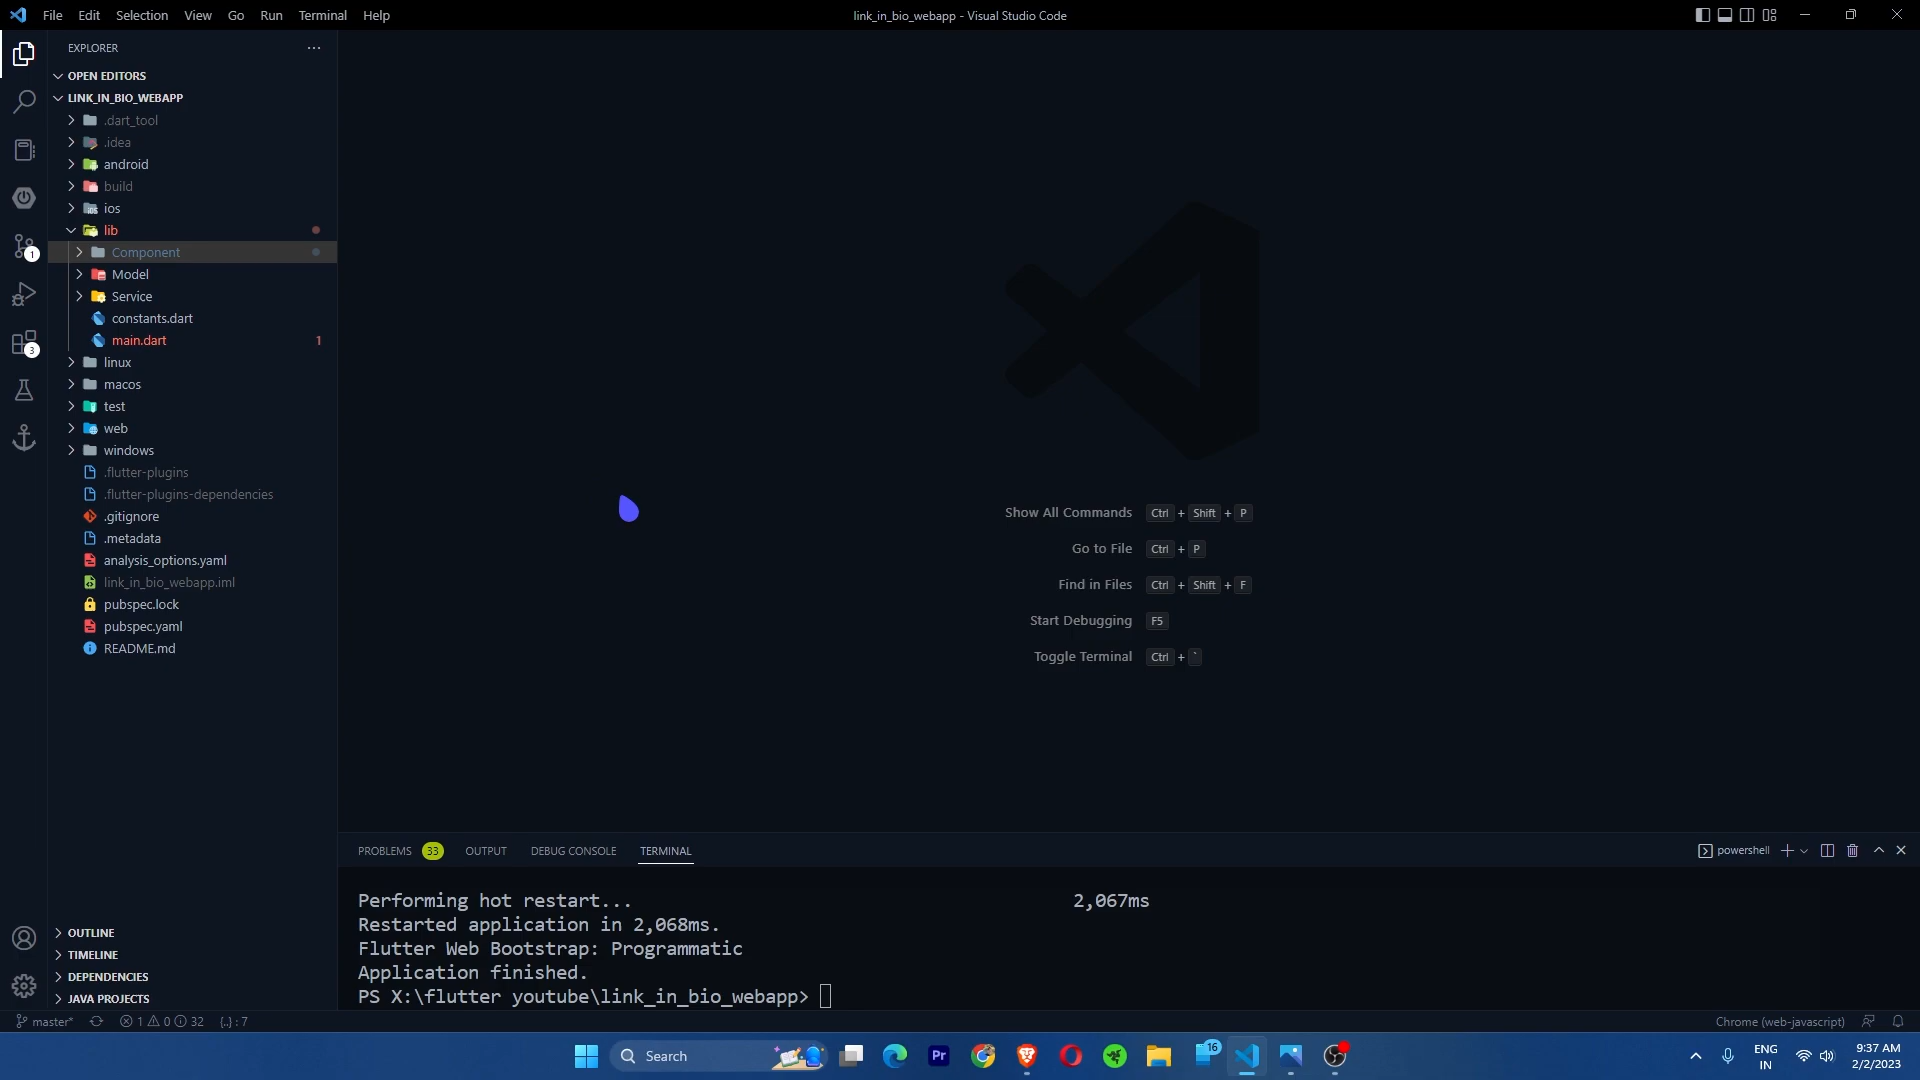 File Edit Selection View Go Run Terminal Help
link_in_bio_webapp - Visual Studio Code
EXPLORER
OPEN EDITORS
LINK_IN_BIO_WEBAPP
.dart_tool
.idea
android
build
ios
lib
Component
Model
Service
constants.dart
main.dart 1
linux
macos
test
web
windows
.flutter-plugins
.flutter-plugins-dependencies
.gitignore
.metadata
analysis_options.yaml
link_in_bio_webapp.iml
pubspec.lock
pubspec.yaml
README.md
1
3
OUTLINE
TIMELINE
DEPENDENCIES
JAVA PROJECTS
Show All Commands Ctrl + Shift + P
Go to File Ctrl + P
Find in Files Ctrl + Shift + F
Start Debugging F5
Toggle Terminal Ctrl + `
PROBLEMS 33 OUTPUT DEBUG CONSOLE TERMINAL
powershell
Performing hot restart... 2,067ms
Restarted application in 2,068ms.
Flutter Web Bootstrap: Programmatic
Application finished.
PS X:\flutter youtube\link_in_bio_webapp>
master* 1 0 32 {..} : 7
Chrome (web-javascript)
Search
Pr
16
ENG
IN
9:37 AM
2/2/2023